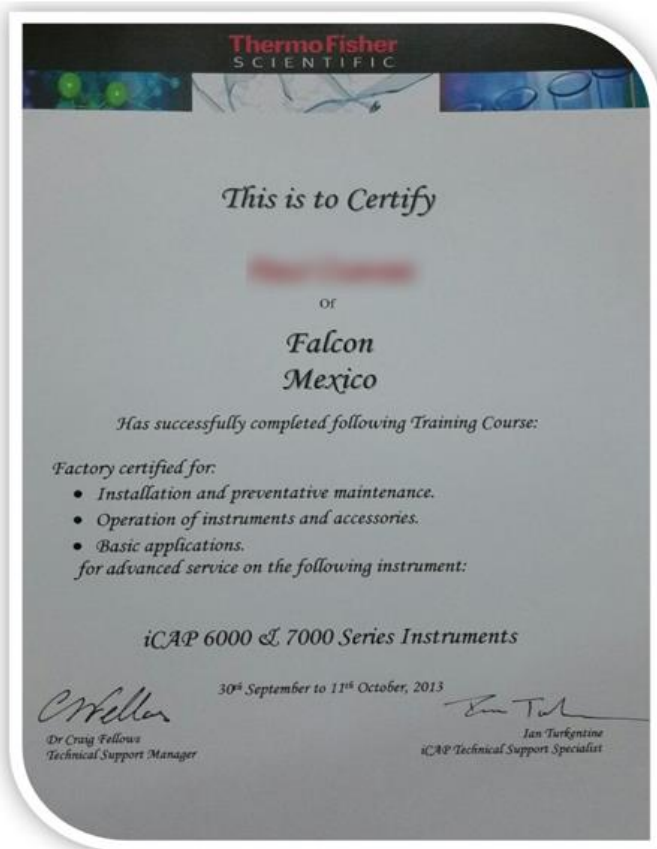 ThermoFisher
SCIENTIFIC
This is to Certify
Of
Falcon
Mexico
Has successfully completed following Training Course:
Factory certified for:
• Installation and preventative maintenance.
• Operation of instruments and accessories.
• Basic applications.
for advanced service on the following instrument:
iCAP 6000 & 7000 Series Instruments
30th September to 11th October, 2013
Dr Craig Fellows
Technical Support Manager
Ian Turkentine
iCAP Technical Support Specialist